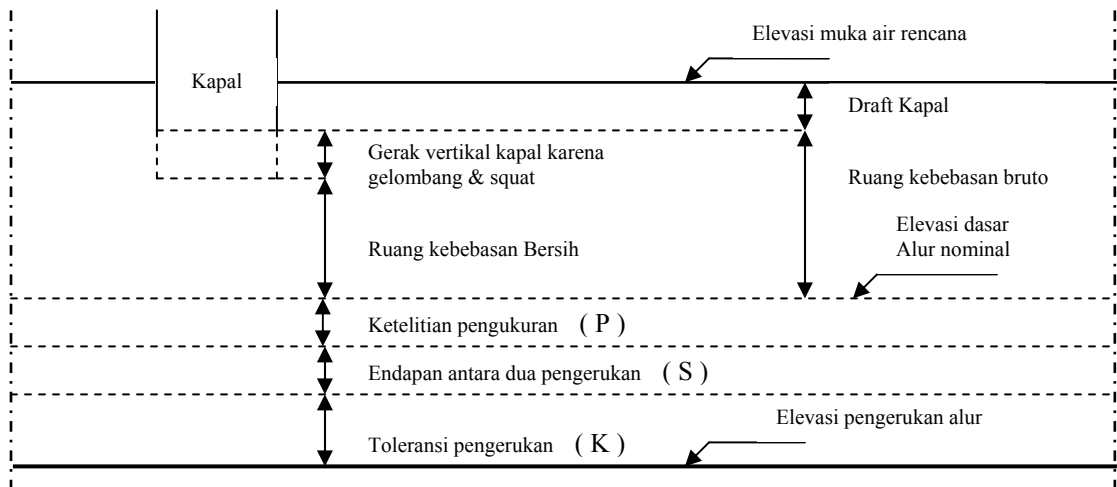 Elevasi muka air rencana
Kapal
Draft Kapal
Gerak vertikal kapal karena
gelombang & squat
Ruang kebebasan bruto
Elevasi dasar
Alur nominal
Ruang kebebasan Bersih
Ketelitian pengukuran ( P )
Endapan antara dua pengerukan ( S )
Elevasi pengerukan alur
Toleransi pengerukan ( K )